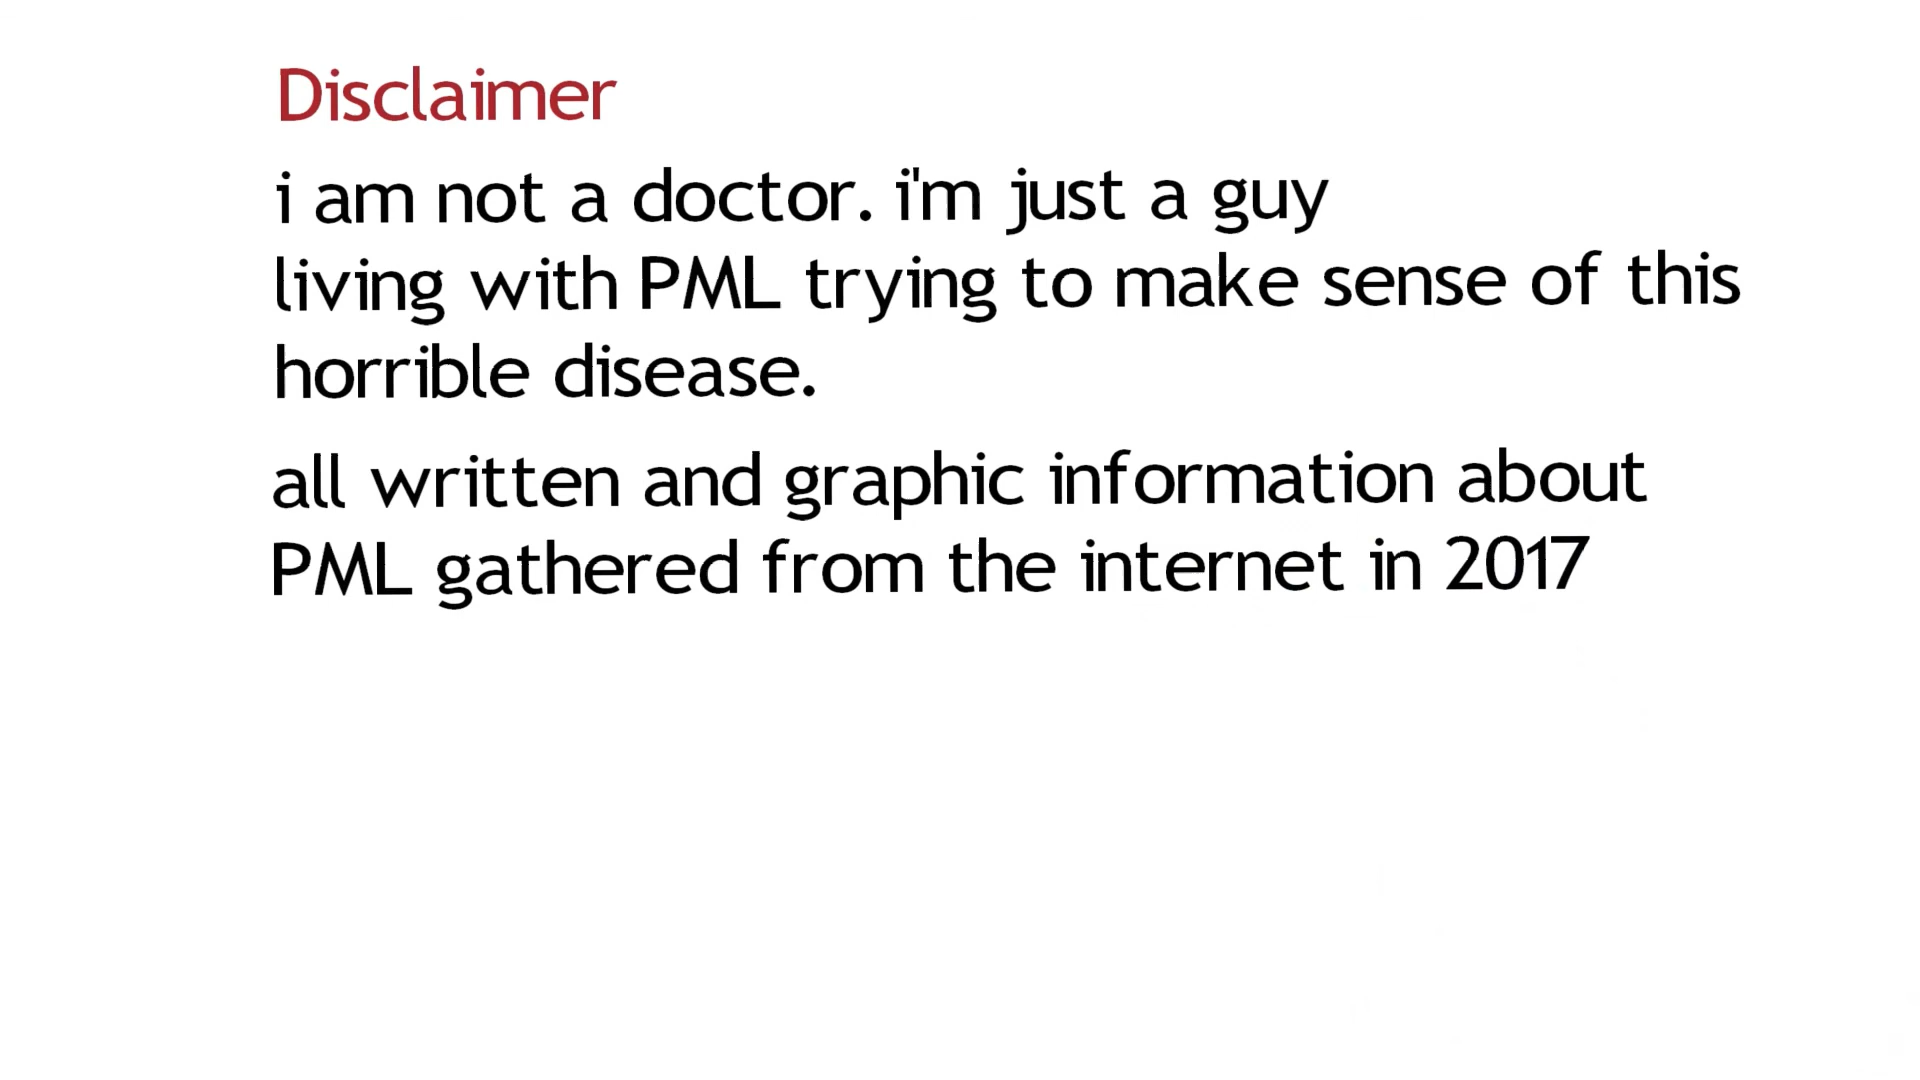 Disclaimer
i am not a doctor. i'm just a guy
living with PML trying to make sense of this
horrible disease.
all written and graphic information about
PML gathered from the internet in 2017